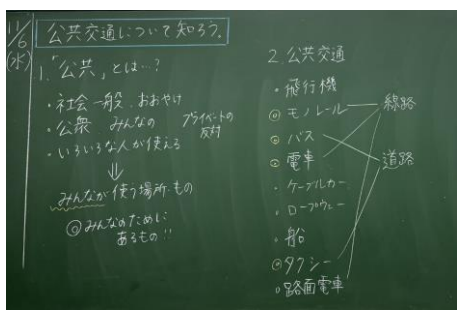 11/6
(水)
公共交通について知ろう。
1.「公共」とは…?
・社会一般 おおやけ
・公衆 みんなの プライベートの
反対
・いろいろな人が使える
⇓
みんなが使う場所・もの
◎みんなのために
あるもの!!
2.公共交通
・飛行機
◎モノレール
◎バス
◎電車
・ケーブルカー
・ロープウェー
・船
◎タクシー
◦路面電車
線路
道路